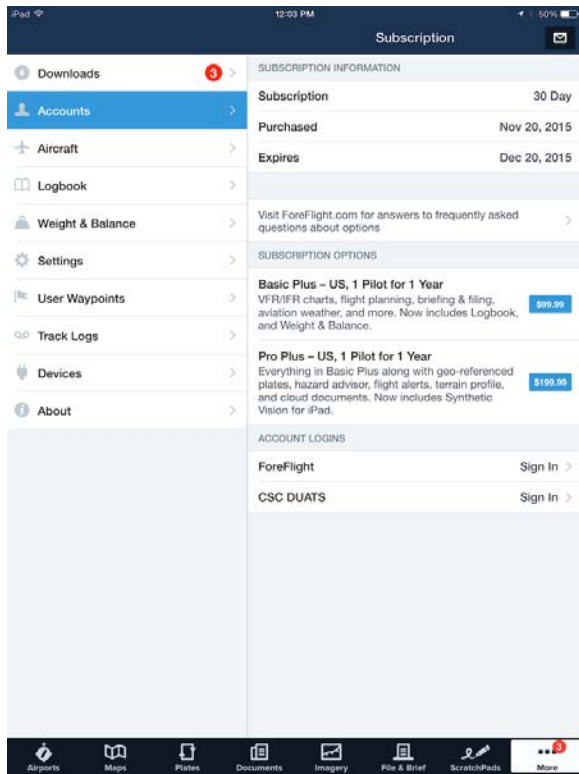 iPad
12:03 PM
50%
Subscription
Downloads
3
Accounts
Aircraft
Logbook
Weight & Balance
Settings
User Waypoints
Track Logs
Devices
About
SUBSCRIPTION INFORMATION
Subscription 30 Day
Purchased Nov 20, 2015
Expires Dec 20, 2015
Visit ForeFlight.com for answers to frequently asked
questions about options
SUBSCRIPTION OPTIONS
Basic Plus – US, 1 Pilot for 1 Year
VFR/IFR charts, flight planning, briefing & filing,
aviation weather, and more. Now includes Logbook,
and Weight & Balance.
$99.99
Pro Plus – US, 1 Pilot for 1 Year
Everything in Basic Plus along with geo-referenced
plates, hazard advisor, flight alerts, terrain profile,
and cloud documents. Now includes Synthetic
Vision for iPad.
$199.99
ACCOUNT LOGINS
ForeFlight Sign In
CSC DUATS Sign In
Airports
Maps
Plates
Documents
Imagery
File & Brief
ScratchPads
3
More